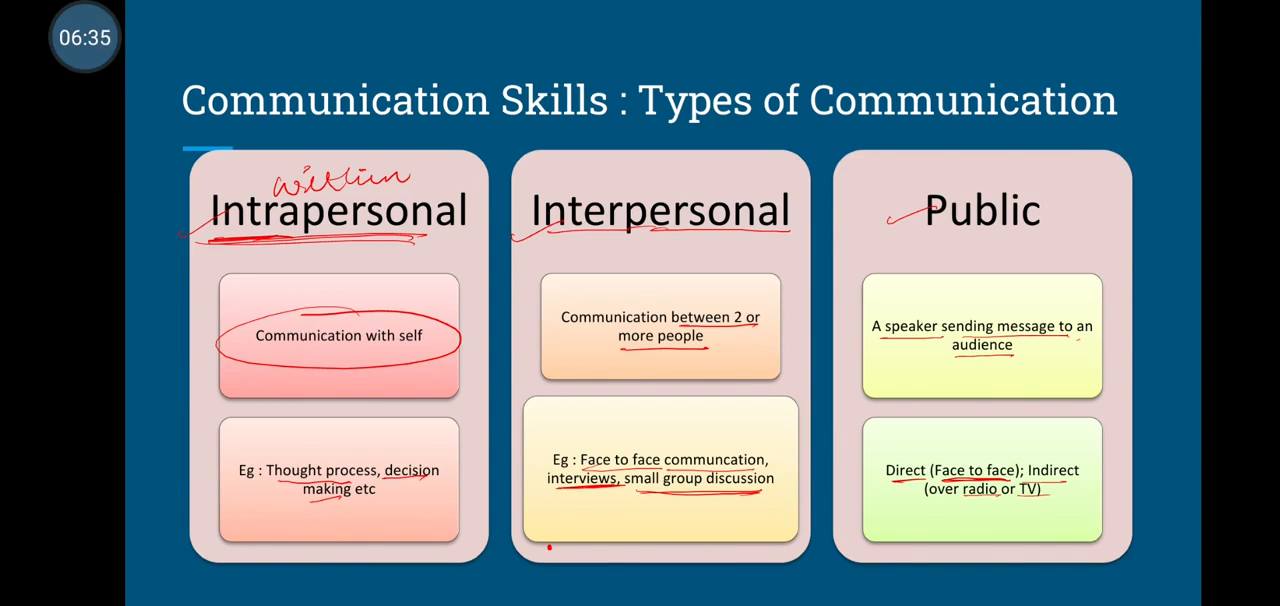 06:35
Communication Skills : Types of Communication
within
Intrapersonal
Communication with self
Eg : Thought process, decision
making etc
Interpersonal
Communication between 2 or
more people
Eg : Face to face communcation,
interviews, small group discussion
Public
A speaker sending message to an
audience
Direct (Face to face); Indirect
(over radio or TV)